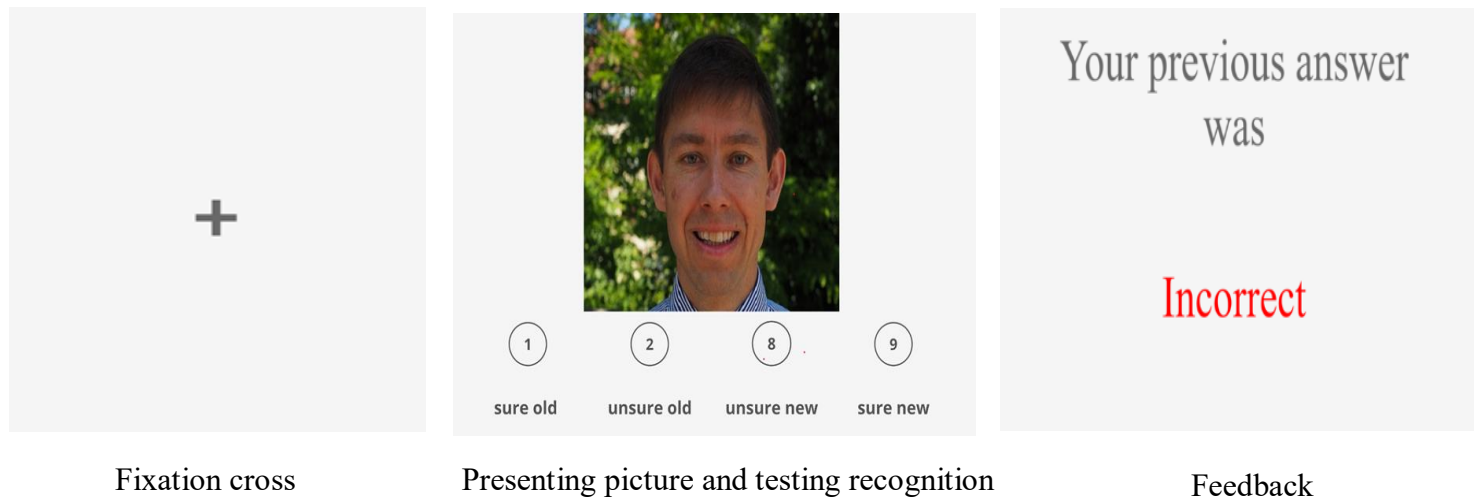 Your previous answer
was
Incorrect
1 2 8 9
sure old unsure old unsure new sure new
Fixation cross Presenting picture and testing recognition Feedback